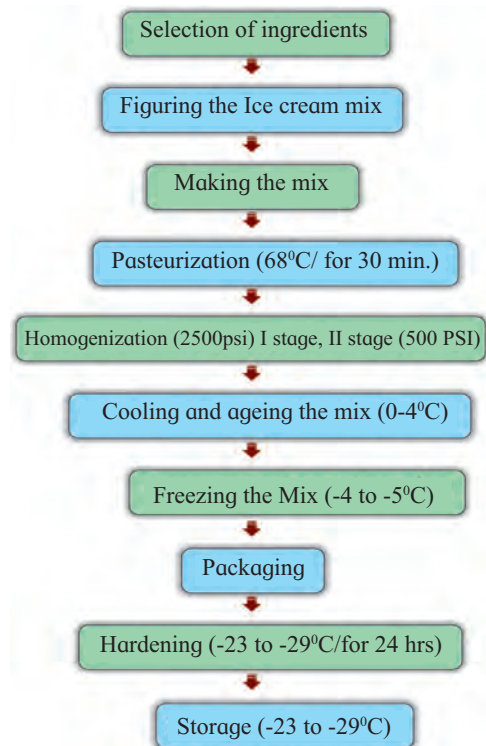 Selection of ingredients
Figuring the Ice cream mix
Making the mix
Pasteurization (68⁰C/ for 30 min.)
Homogenization (2500psi) I stage, II stage (500 PSI)
Cooling and ageing the mix (0-4⁰C)
Freezing the Mix (-4 to -5⁰C)
Packaging
Hardening (-23 to -29⁰C/for 24 hrs)
Storage (-23 to -29⁰C)